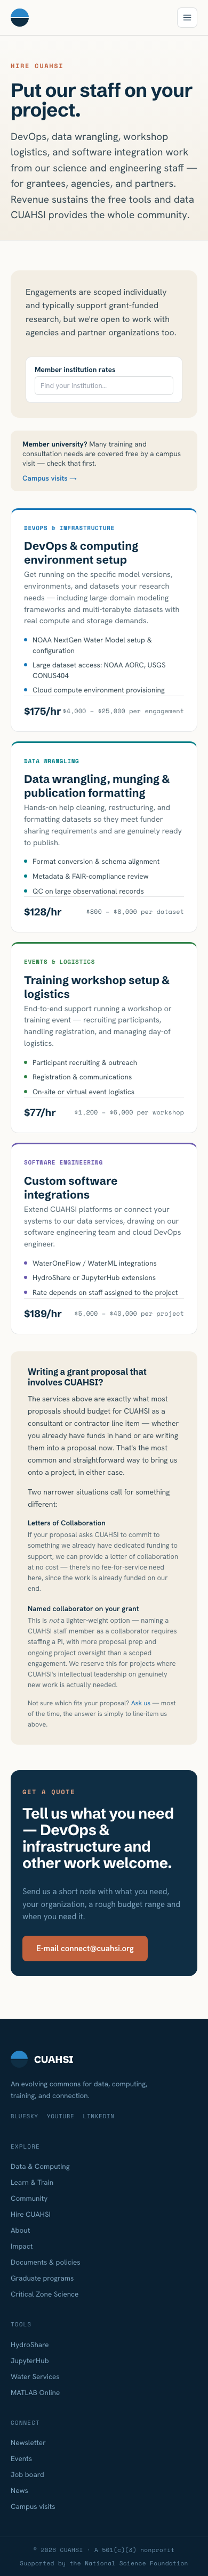 HIRE CUAHSI
Put our staff on your
project.
DevOps, data wrangling, workshop
logistics, and software integration work
from our science and engineering staff —
for grantees, agencies, and partners.
Revenue sustains the free tools and data
CUAHSI provides the whole community.
Engagements are scoped individually
and typically support grant-funded
research, but we're open to work with
agencies and partner organizations too.
Member institution rates
Find your institution...
Member university? Many training and
consultation needs are covered free by a campus
visit — check that first.
Campus visits →
DEVOPS & INFRASTRUCTURE
DevOps & computing
environment setup
Get running on the specific model versions,
environments, and datasets your research
needs — including large-domain modeling
frameworks and multi-terabyte datasets with
real compute and storage demands.
NOAA NextGen Water Model setup &
configuration
Large dataset access: NOAA AORC, USGS
CONUS404
Cloud compute environment provisioning
$175/hr $4,000 – $25,000 per engagement
DATA WRANGLING
Data wrangling, munging &
publication formatting
Hands-on help cleaning, restructuring, and
formatting datasets so they meet funder
sharing requirements and are genuinely ready
to publish.
Format conversion & schema alignment
Metadata & FAIR-compliance review
QC on large observational records
$128/hr $800 – $8,000 per dataset
EVENTS & LOGISTICS
Training workshop setup &
logistics
End-to-end support running a workshop or
training event — recruiting participants,
handling registration, and managing day-of
logistics.
Participant recruiting & outreach
Registration & communications
On-site or virtual event logistics
$77/hr $1,200 – $6,000 per workshop
SOFTWARE ENGINEERING
Custom software
integrations
Extend CUAHSI platforms or connect your
systems to our data services, drawing on our
software engineering team and cloud DevOps
engineer.
WaterOneFlow / WaterML integrations
HydroShare or JupyterHub extensions
Rate depends on staff assigned to the project
$189/hr $5,000 – $40,000 per project
Writing a grant proposal that
involves CUAHSI?
The services above are exactly what most
proposals should budget for CUAHSI as a
consultant or contractor line item — whether
you already have funds in hand or are writing
them into a proposal now. That's the most
common and straightforward way to bring us
onto a project, in either case.
Two narrower situations call for something
different:
Letters of Collaboration
If your proposal asks CUAHSI to commit to
something we already have dedicated funding to
support, we can provide a letter of collaboration
at no cost — there's no fee-for-service need
here, since the work is already funded on our
end.
Named collaborator on your grant
This is not a lighter-weight option — naming a
CUAHSI staff member as a collaborator requires
staffing a PI, with more proposal prep and
ongoing project oversight than a scoped
engagement. We reserve this for projects where
CUAHSI's intellectual leadership on genuinely
new work is actually needed.
Not sure which fits your proposal? Ask us — most
of the time, the answer is simply to line-item us
above.
GET A QUOTE
Tell us what you need
— DevOps &
infrastructure and
other work welcome.
Send us a short note with what you need,
your organization, a rough budget range and
when you need it.
E-mail connect@cuahsi.org
CUAHSI
An evolving commons for data, computing,
training, and connection.
BLUESKY YOUTUBE LINKEDIN
EXPLORE
Data & Computing
Learn & Train
Community
Hire CUAHSI
About
Impact
Documents & policies
Graduate programs
Critical Zone Science
TOOLS
HydroShare
JupyterHub
Water Services
MATLAB Online
CONNECT
Newsletter
Events
Job board
News
Campus visits
© 2026 CUAHSI · A 501(c)(3) nonprofit
Supported by the National Science Foundation